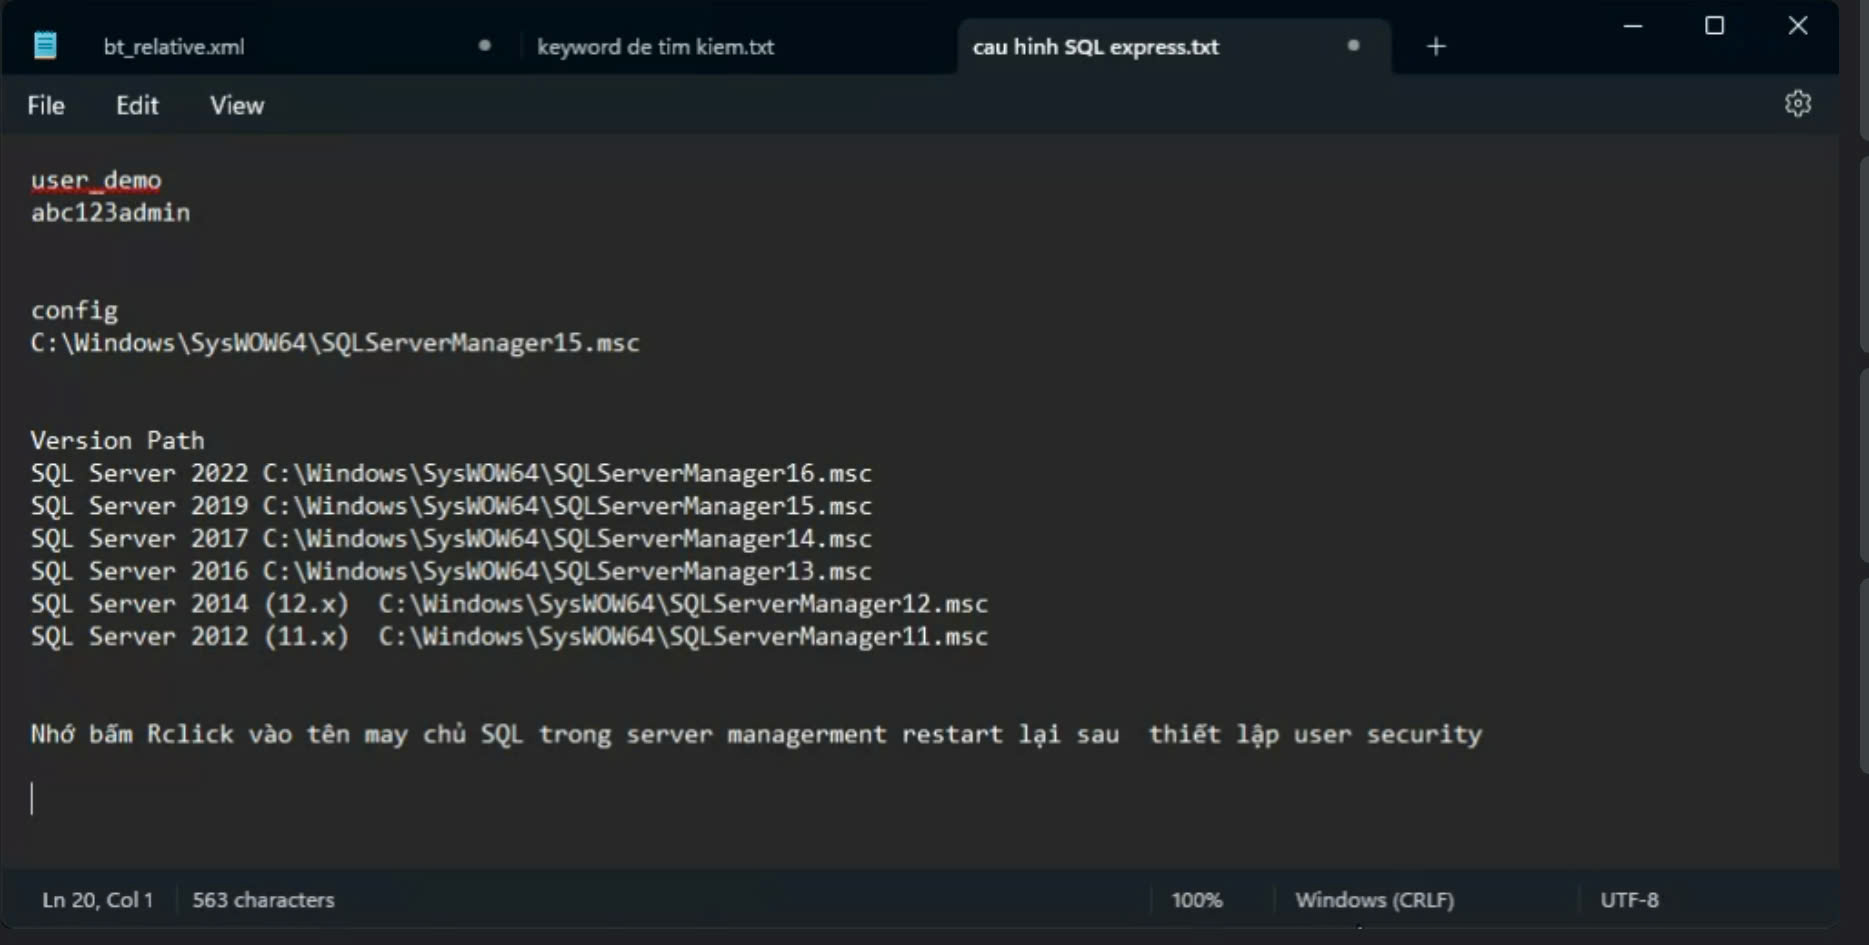 bt_relative.xml
keyword de tim kiem.txt
cau hinh SQL express.txt
File Edit View
user_demo
abc123admin
config
C:\Windows\SysWOW64\SQLServerManager15.msc
Version Path
SQL Server 2022 C:\Windows\SysWOW64\SQLServerManager16.msc
SQL Server 2019 C:\Windows\SysWOW64\SQLServerManager15.msc
SQL Server 2017 C:\Windows\SysWOW64\SQLServerManager14.msc
SQL Server 2016 C:\Windows\SysWOW64\SQLServerManager13.msc
SQL Server 2014 (12.x)  C:\Windows\SysWOW64\SQLServerManager12.msc
SQL Server 2012 (11.x)  C:\Windows\SysWOW64\SQLServerManager11.msc
Nhớ bấm Rclick vào tên may chủ SQL trong server managerment restart lại sau  thiết lập user security
Ln 20, Col 1 563 characters 100% Windows (CRLF) UTF-8